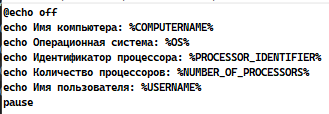 @echo off
echo Имя компьютера: %COMPUTERNAME%
echo Операционная система: %OS%
echo Идентификатор процессора: %PROCESSOR_IDENTIFIER%
echo Количество процессоров: %NUMBER_OF_PROCESSORS%
echo Имя пользователя: %USERNAME%
pause